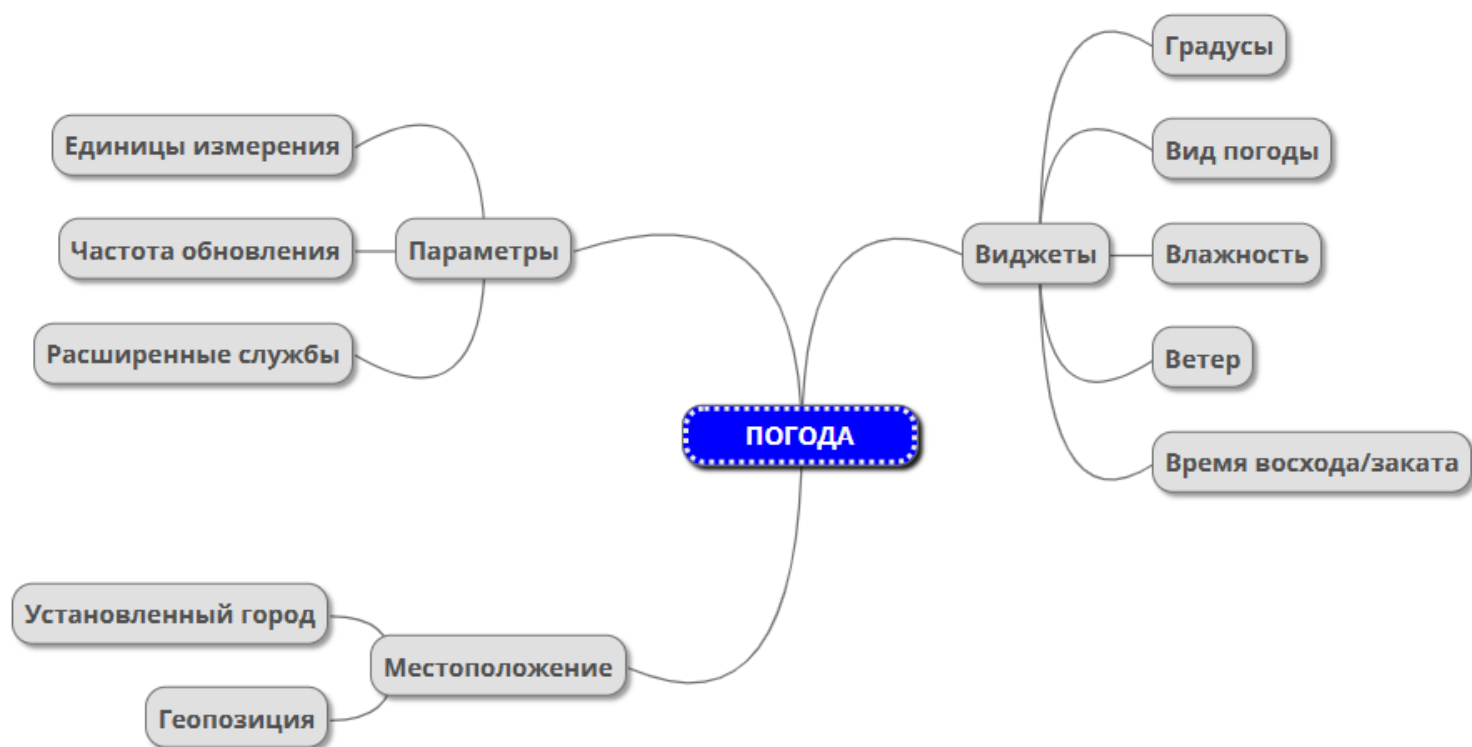 Градусы
Единицы измерения
Вид погоды
Частота обновления
Параметры
Виджеты
Влажность
Расширенные службы
Ветер
ПОГОДА
Время восхода/заката
Установленный город
Местоположение
Геопозиция